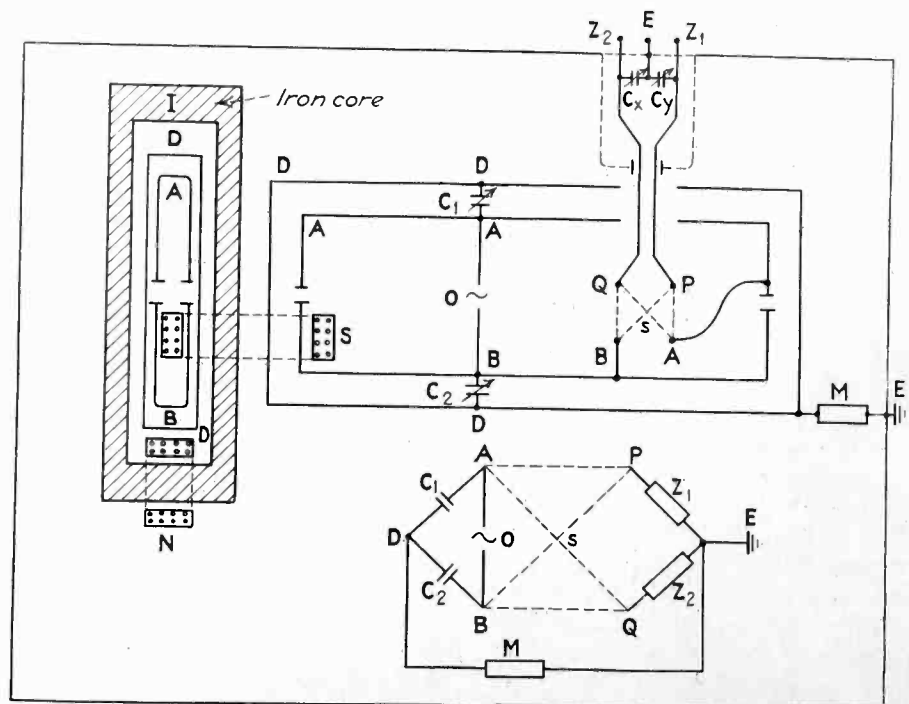 Z2 E Z1
Cx Cy
I Iron core
D
A
B
D
N
S
D D
C1
A A
O
B
C2
D
Q P
s
B A
M E
A P
C1 Z1
D O s E
C2 Z2
B Q
M